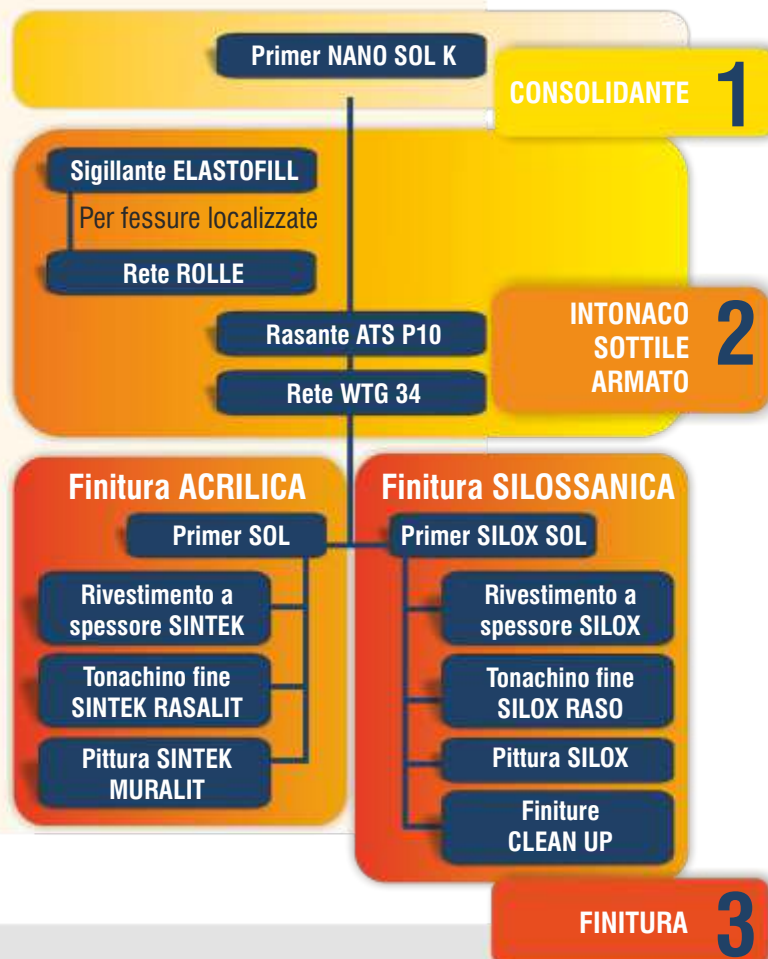 Primer NANO SOL K
CONSOLIDANTE 1
Sigillante ELASTOFILL
Per fessure localizzate
Rete ROLLE
Rasante ATS P10
Rete WTG 34
INTONACO
SOTTILE
ARMATO
2
Finitura ACRILICA
Primer SOL
Rivestimento a
spessore SINTEK
Tonachino fine
SINTEK RASALIT
Pittura SINTEK
MURALIT
Finitura SILOSSANICA
Primer SILOX SOL
Rivestimento a
spessore SILOX
Tonachino fine
SILOX RASO
Pittura SILOX
Finiture
CLEAN UP
FINITURA 3